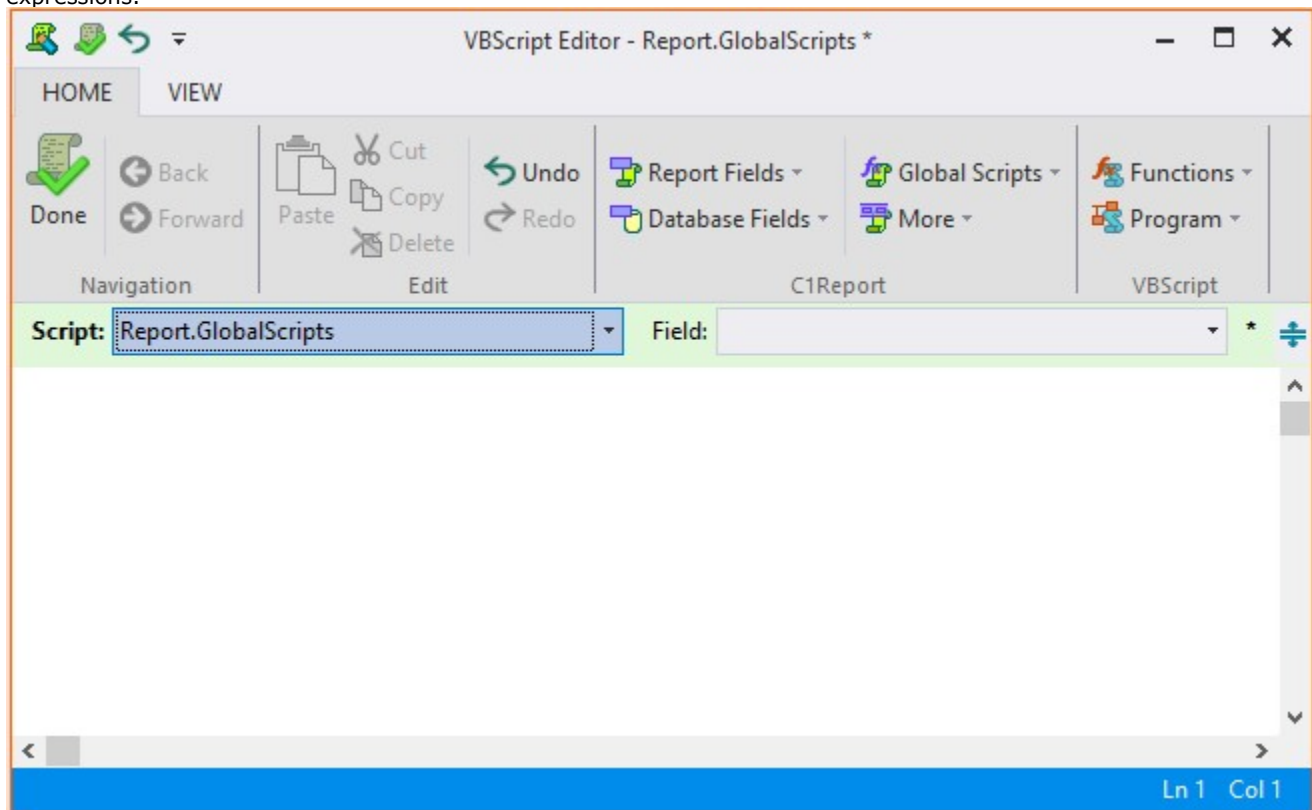 expressions.
VBScript Editor - Report.GlobalScripts *
HOME VIEW
Done
Back
Forward
Navigation
Paste
Cut
Copy
Delete
Undo
Redo
Edit
Report Fields
Database Fields
Global Scripts
More
C1Report
Functions
Program
VBScript
Script: Report.GlobalScripts Field: *
Ln 1 Col 1